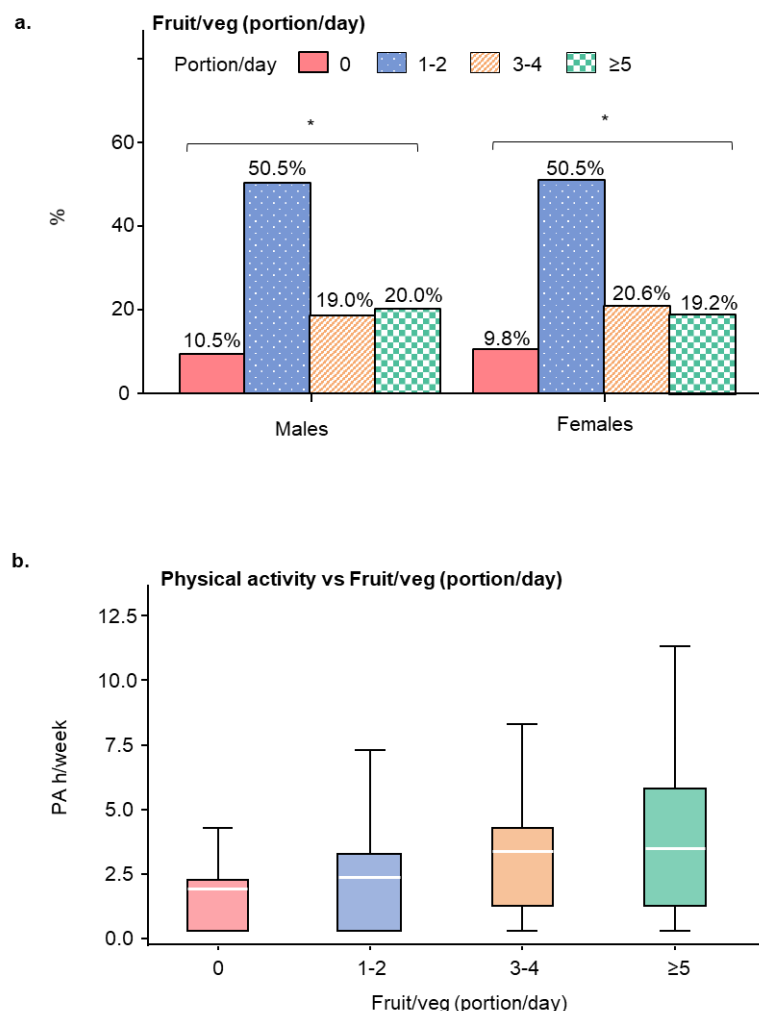 a.
Fruit/veg (portion/day)
Portion/day 0 1-2 3-4 ≥5
* *
60
50.5% 50.5%
%
40
20
19.0% 20.0% 20.6% 19.2%
10.5% 9.8%
0
Males Females
b.
Physical activity vs Fruit/veg (portion/day)
12.5
10.0
7.5
PA h/week
5.0
2.5
0.0
0 1-2 3-4 ≥5
Fruit/veg (portion/day)